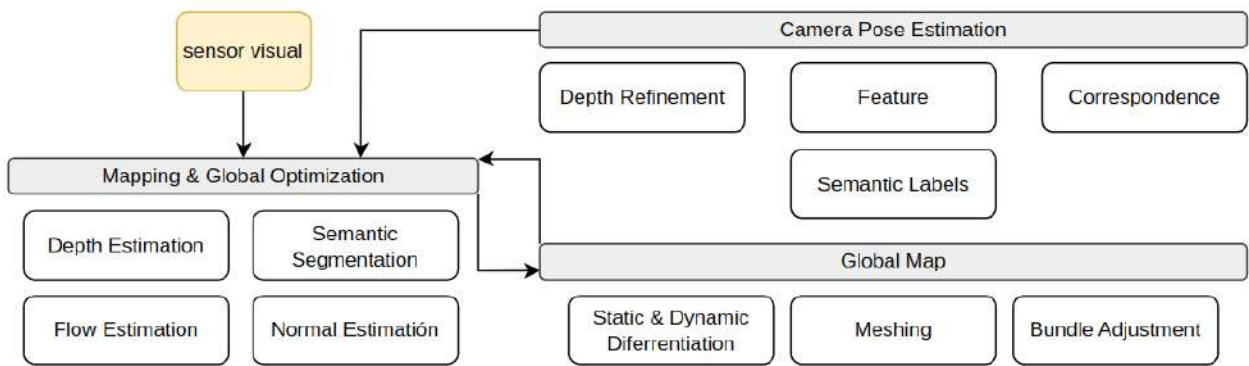 sensor visual
Camera Pose Estimation
Depth Refinement
Feature
Correspondence
Semantic Labels
Mapping & Global Optimization
Depth Estimation
Semantic
Segmentation
Flow Estimation
Normal Estimatión
Global Map
Static & Dynamic
Diferrentiation
Meshing
Bundle Adjustment